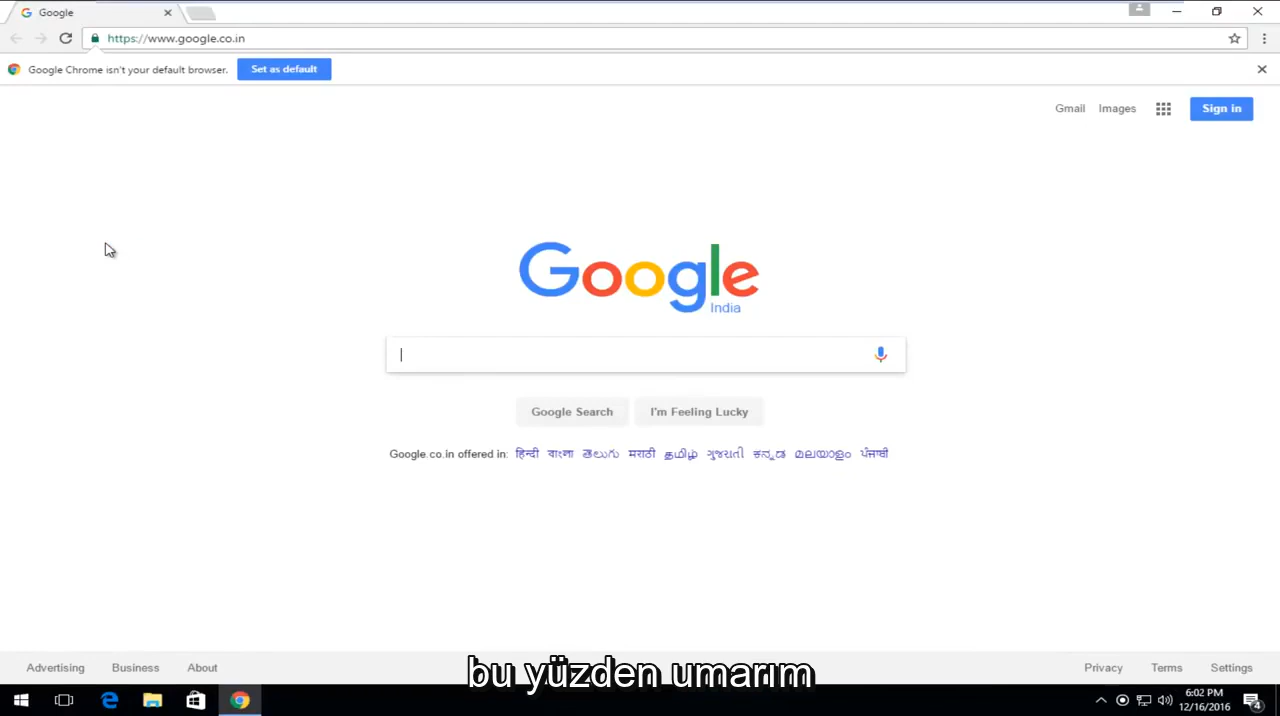 Google
https://www.google.co.in
Google Chrome isn't your default browser. Set as default
Gmail Images Sign in
Google
India
Google Search I'm Feeling Lucky
Google.co.in offered in: हिन्दी বাংলা తెలుగు मराठी தமிழ் ગુજરાતી ಕನ್ನಡ മലയാളം ਪੰਜਾਬੀ
Advertising Business About Privacy Terms Settings
bu yüzden umarım
6:02 PM
12/16/2016
4